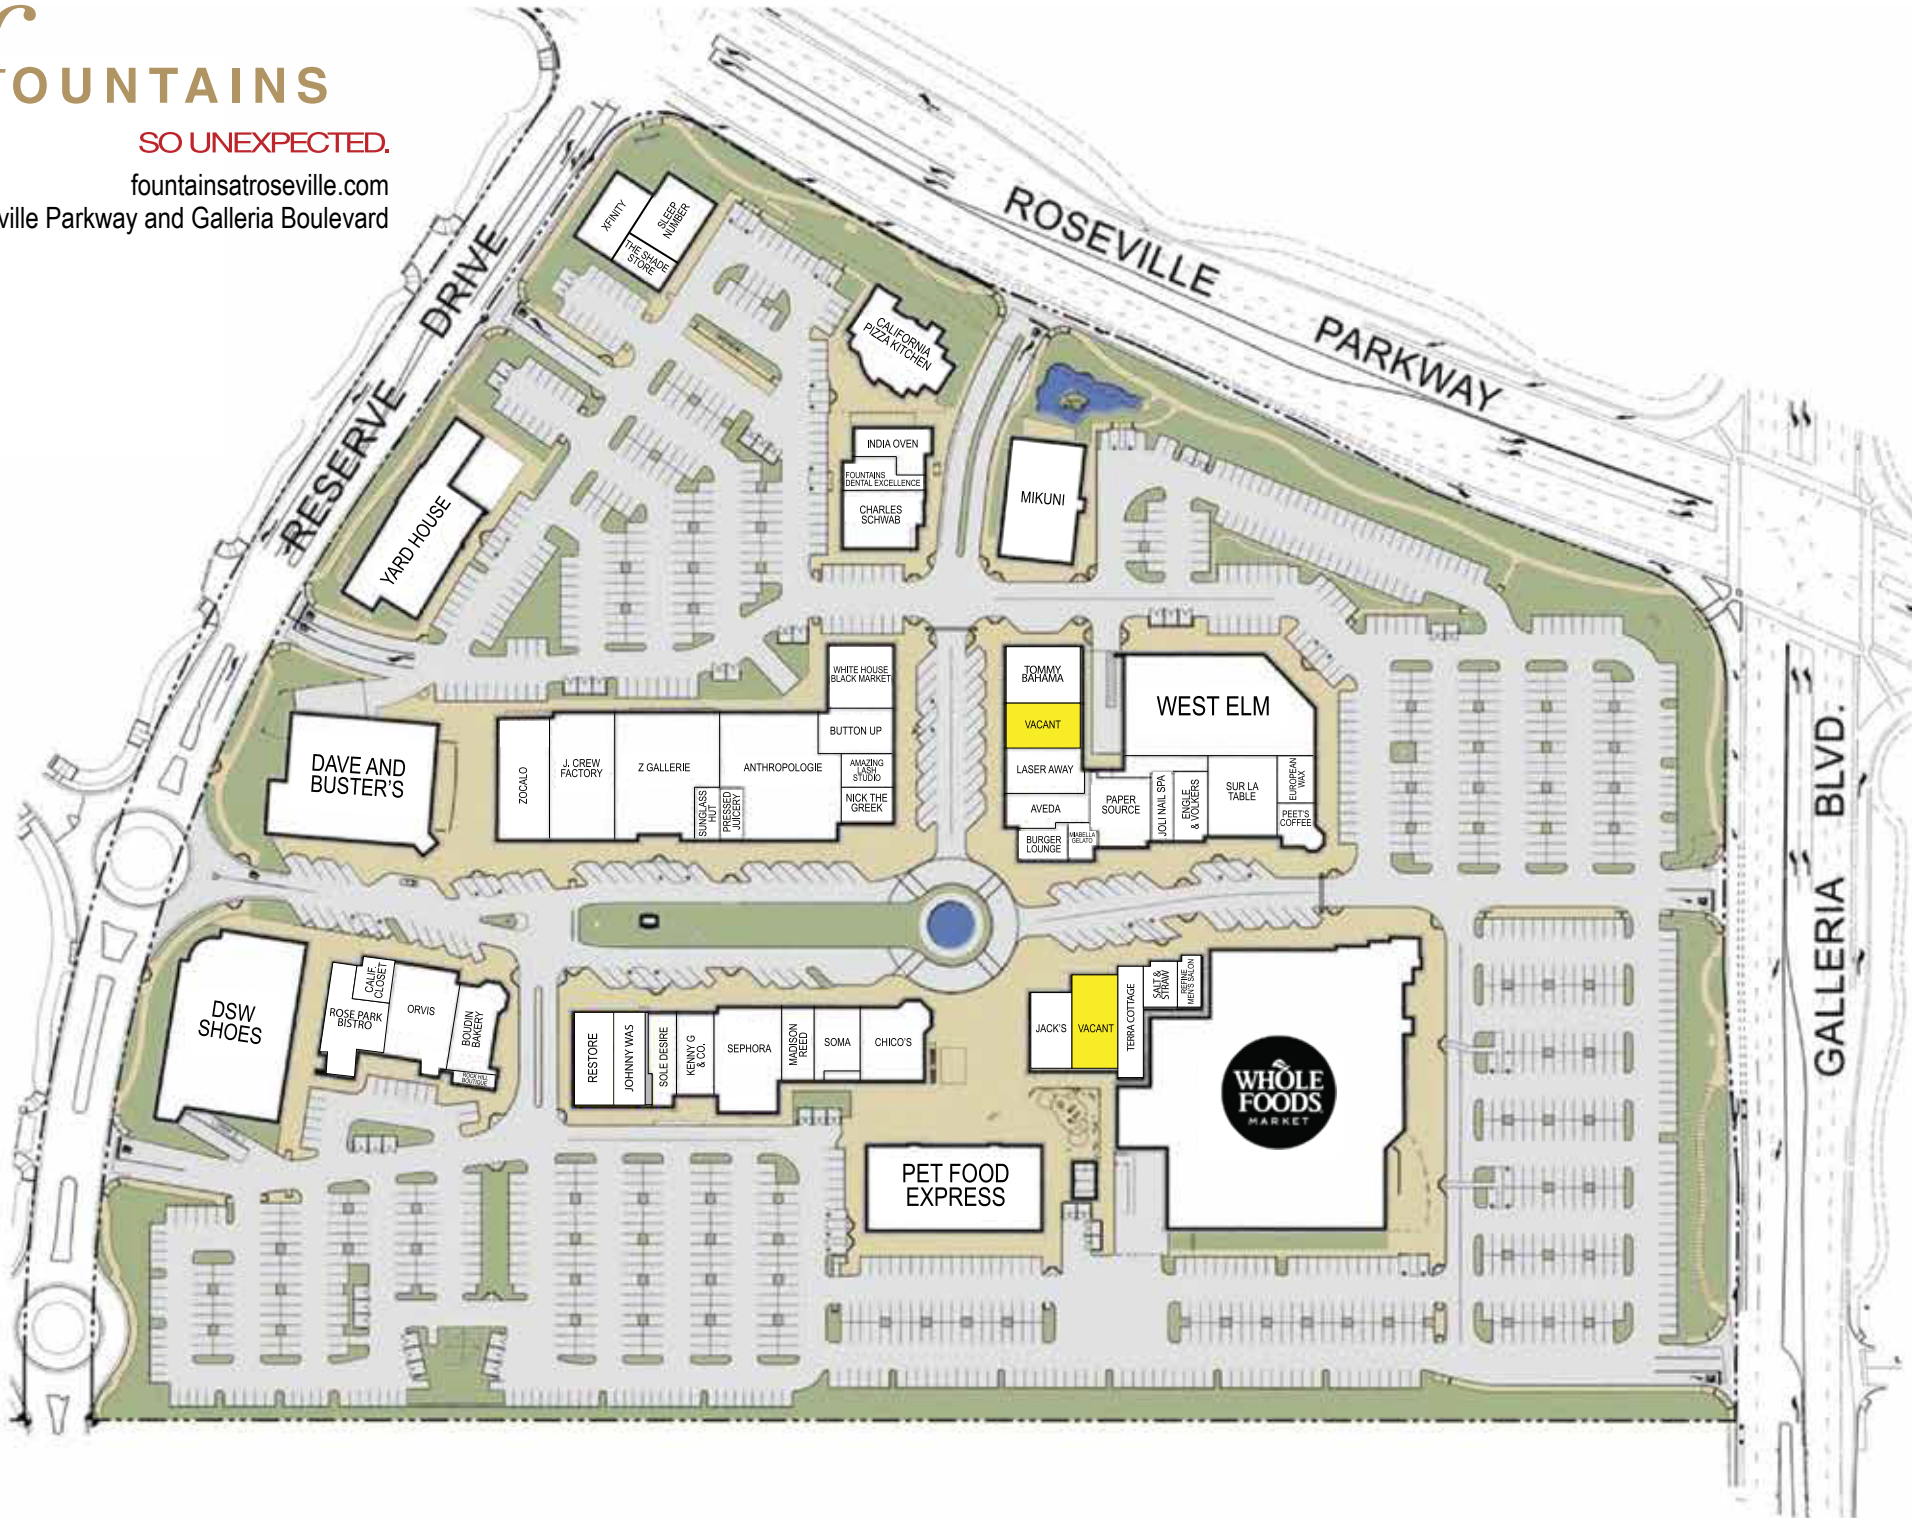 FOUNTAINS
SO UNEXPECTED.
fountainsatroseville.com
ville Parkway and Galleria Boulevard
RESERVE DRIVE
ROSEVILLE PARKWAY
GALLERIA BLVD.
XFINITY
SLEEP
NUMBER
THE SHADE
STORE
CALIFORNIA
PIZZA KITCHEN
INDIA OVEN
FOUNTAINS
DENTAL EXCELLENCE
CHARLES
SCHWAB
MIKUNI
YARD HOUSE
WHITE HOUSE
BLACK MARKET
BUTTON UP
AMAZING
LASH
STUDIO
NICK THE
GREEK
DAVE AND
BUSTER'S
ZOCALO
J. CREW
FACTORY
Z GALLERIE
SUNGLASS
HUT
PRESSED
JUICERY
ANTHROPOLOGIE
TOMMY
BAHAMA
VACANT
LASER AWAY
AVEDA
BURGER
LOUNGE
MIABELLA
GELATO
WEST ELM
PAPER
SOURCE
JOLI NAIL SPA
ENGLE
& VOLKERS
SUR LA
TABLE
EUROPEAN
WAX
PEET'S
COFFEE
DSW
SHOES
ROSE PARK
BISTRO
CALIF.
CLOSET
ORVIS
BOUDIN
BAKERY
ROCK HILL
BOUTIQUE
RESTORE
JOHNNY WAS
SOLE DESIRE
KENNY G
& CO.
SEPHORA
MADISON
REED
SOMA
CHICO'S
JACK'S
VACANT
TERRA COTTAGE
SALT &
STRAW
REFINE
MEN'S SALON
WHOLE
FOODS
MARKET
PET FOOD
EXPRESS